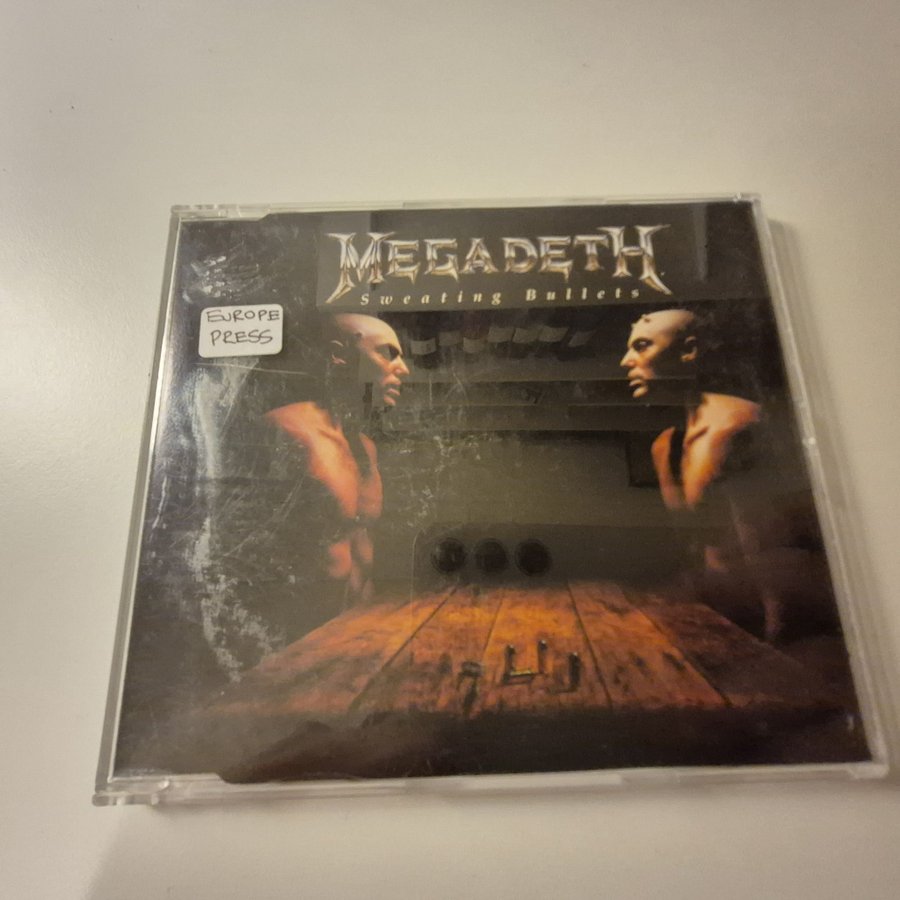 MEGADETH
Sweating Bullets
EUROPE
PRESS